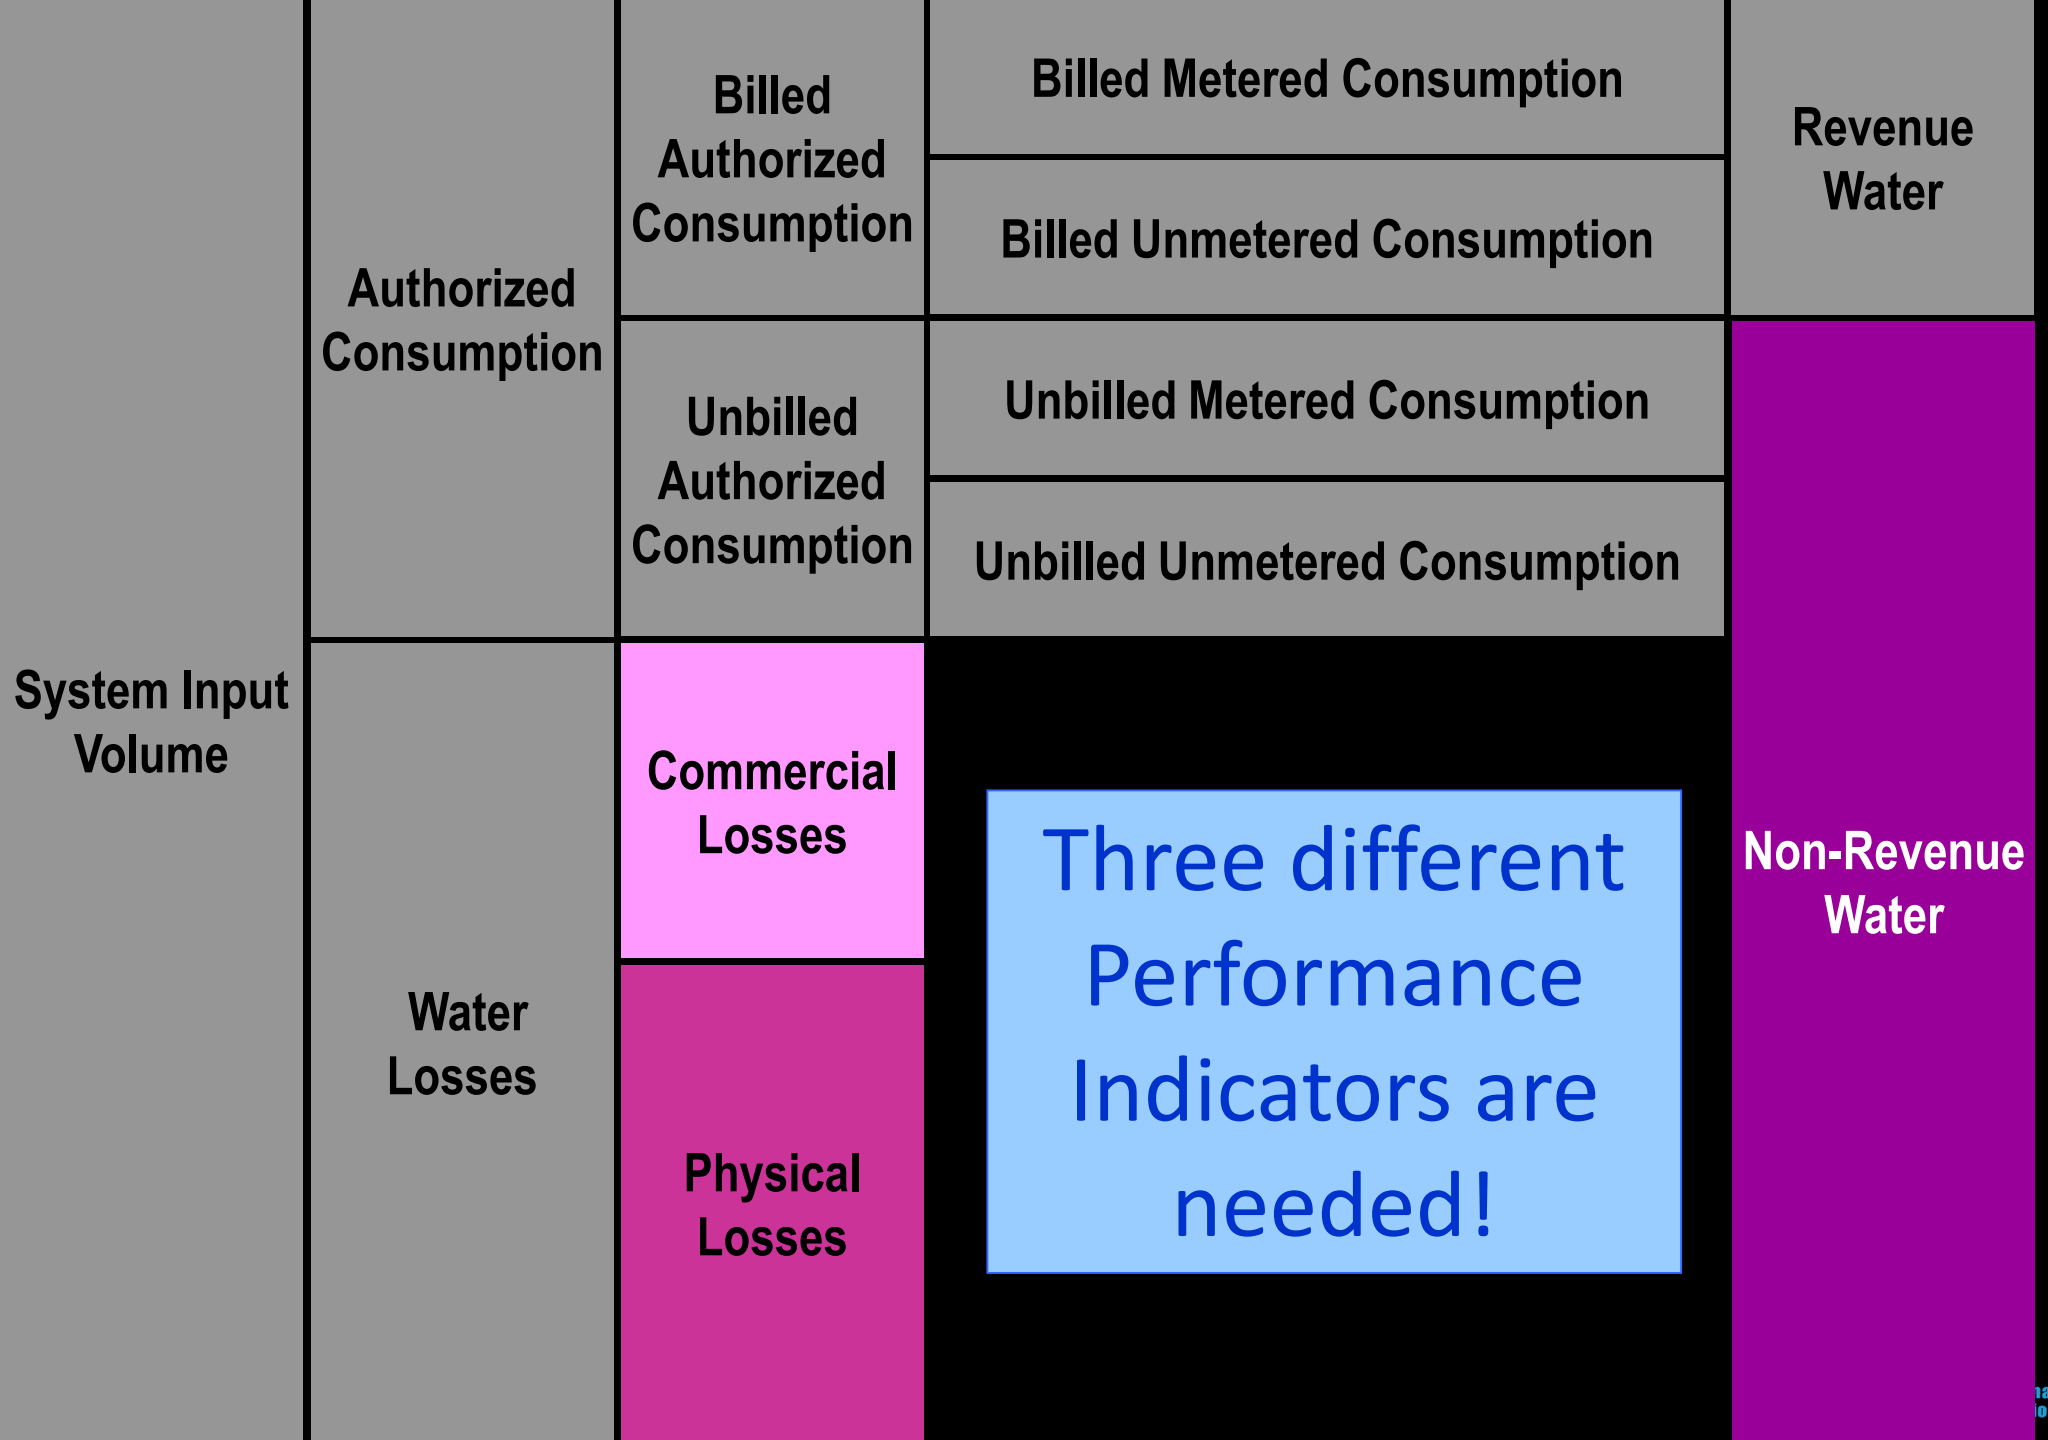 System Input
Volume
Authorized
Consumption
Water
Losses
Billed
Authorized
Consumption
Unbilled
Authorized
Consumption
Commercial
Losses
Physical
Losses
Billed Metered Consumption
Billed Unmetered Consumption
Unbilled Metered Consumption
Unbilled Unmetered Consumption
Three different
Performance
Indicators are
needed!
Revenue
Water
Non-Revenue
Water